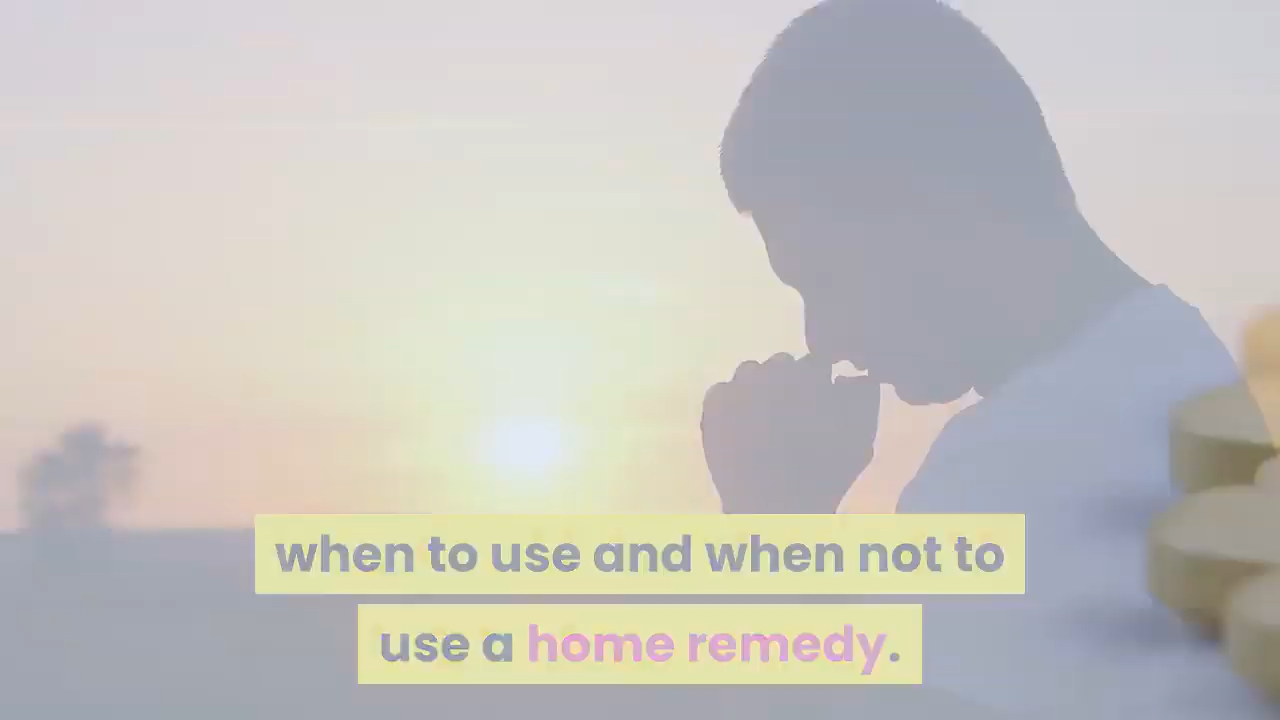 when to use and when not to
use a home remedy.